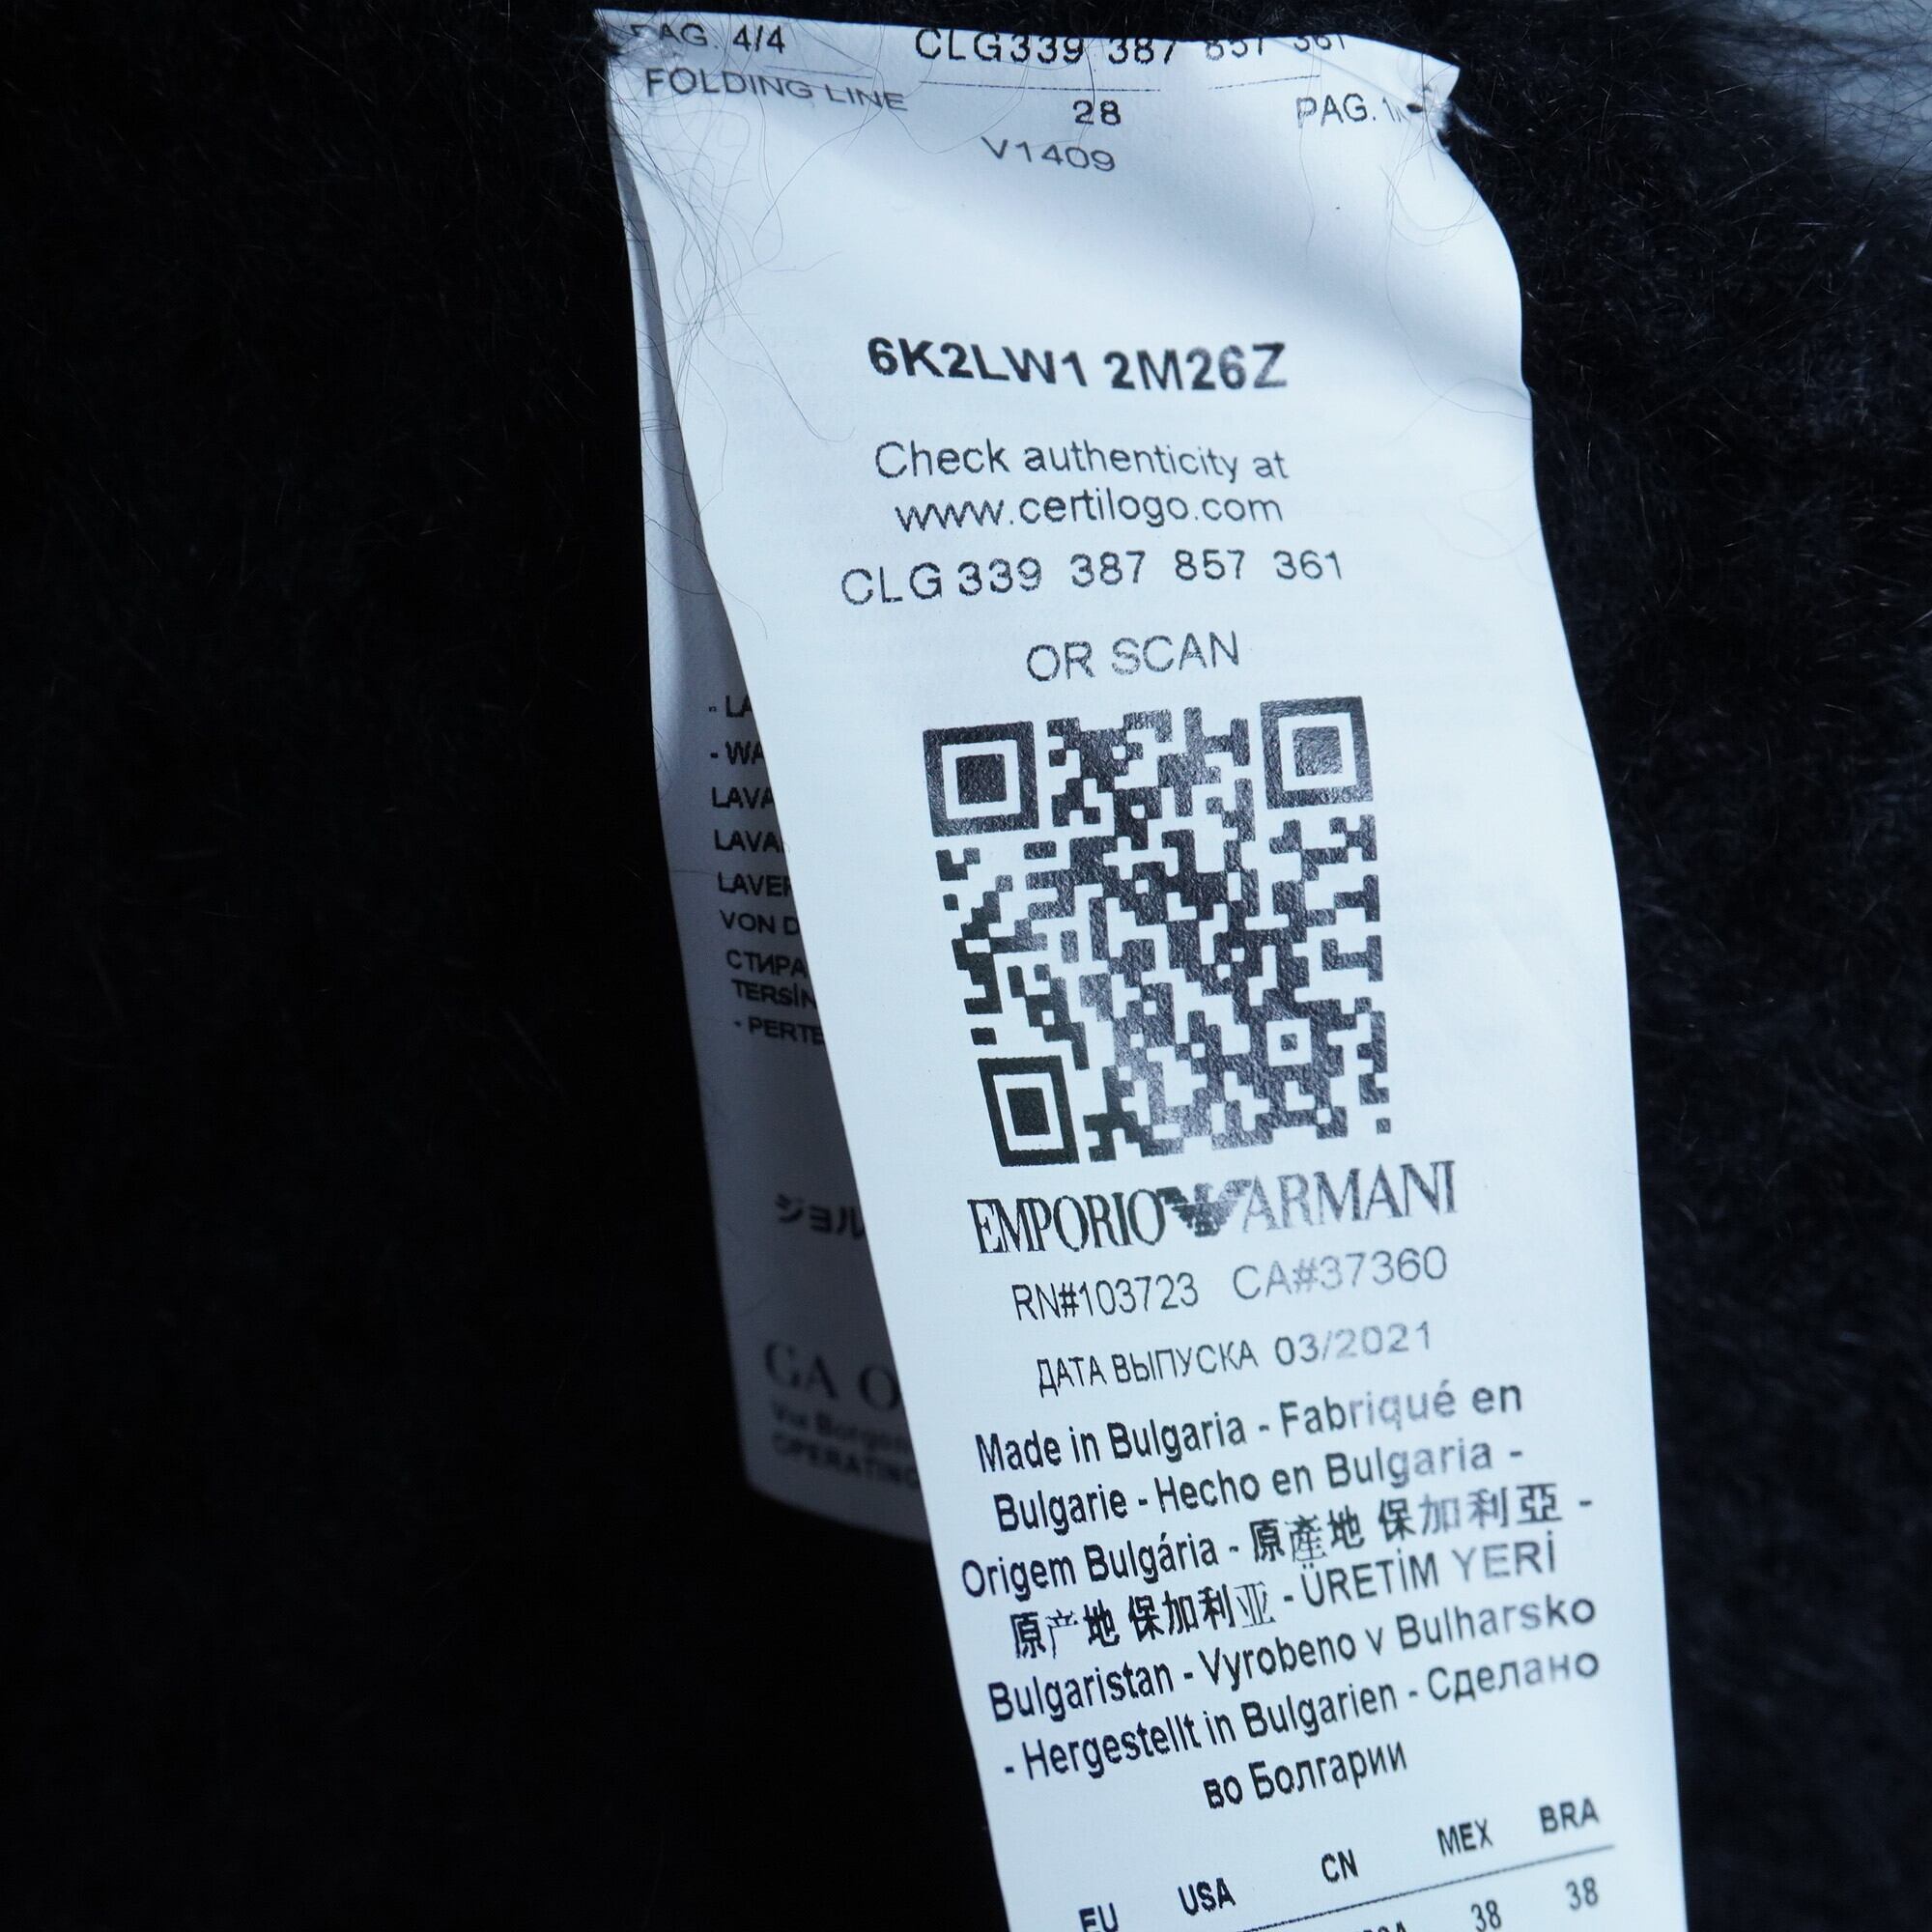 PAG. 4/4 CLG339 387 857 361
FOLDING LINE 28 PAG.
V1409
6K2LW1 2M26Z
Check authenticity at
www.certilogo.com
CLG 339 387 857 361
OR SCAN
EMPORIO ARMANI
RN#103723 CA#37360
ДАТА ВЫПУСКА 03/2021
Made in Bulgaria - Fabriqué en
Bulgarie - Hecho en Bulgaria -
Origem Bulgária - 原產地 保加利亞 -
原产地 保加利亚 - ÜRETİM YERİ
Bulgaristan - Vyrobeno v Bulharsko
- Hergestellt in Bulgarien - Сделано
во Болгарии
EU USA CN MEX BRA
38 38
GA
VON